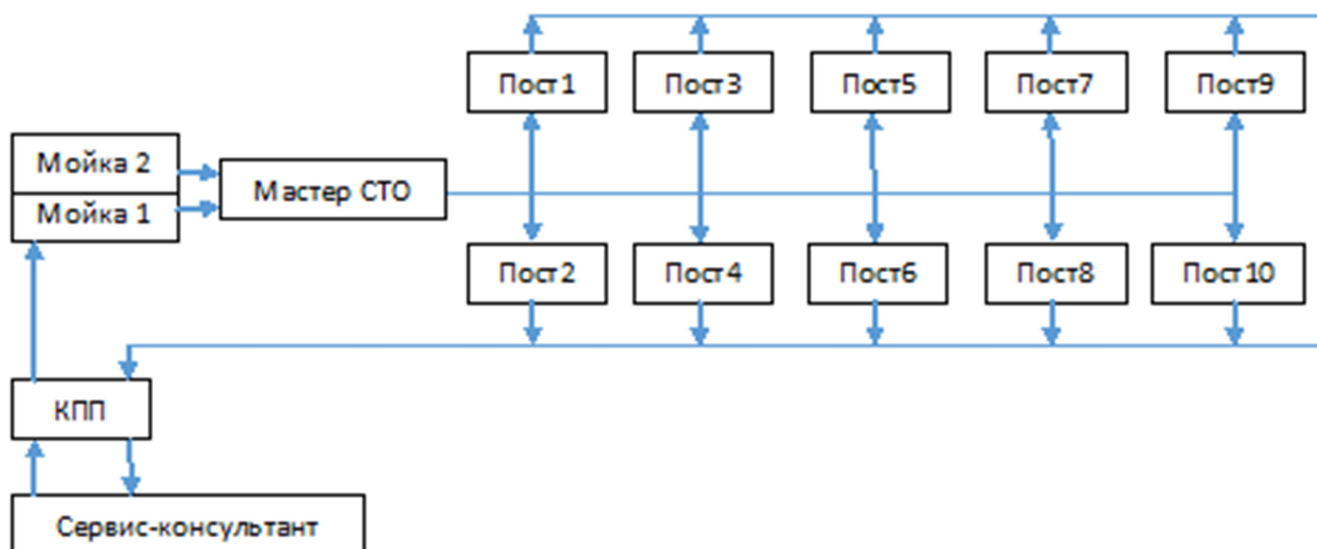 Пост1
Пост3
Пост5
Пост7
Пост9
Мойка 2
Мастер СТО
Мойка 1
Пост2
Пост4
Пост6
Пост8
Пост10
КПП
Сервис-консультант